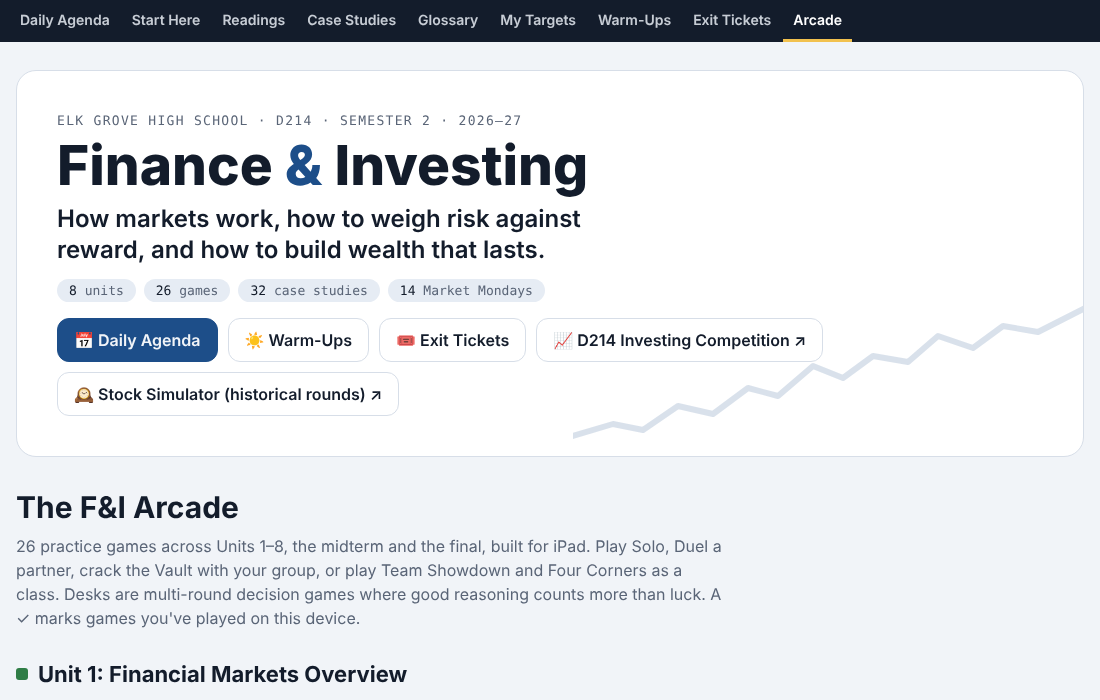 Daily Agenda Start Here Readings Case Studies Glossary My Targets Warm-Ups Exit Tickets Arcade
ELK GROVE HIGH SCHOOL · D214 · SEMESTER 2 · 2026–27
Finance & Investing
How markets work, how to weigh risk against
reward, and how to build wealth that lasts.
8 units 26 games 32 case studies 14 Market Mondays
📅 Daily Agenda ☀️ Warm-Ups 🎟️ Exit Tickets 📈 D214 Investing Competition ↗
🕰️ Stock Simulator (historical rounds) ↗
The F&I Arcade
26 practice games across Units 1–8, the midterm and the final, built for iPad. Play Solo, Duel a
partner, crack the Vault with your group, or play Team Showdown and Four Corners as a
class. Desks are multi-round decision games where good reasoning counts more than luck. A
✓ marks games you've played on this device.
Unit 1: Financial Markets Overview